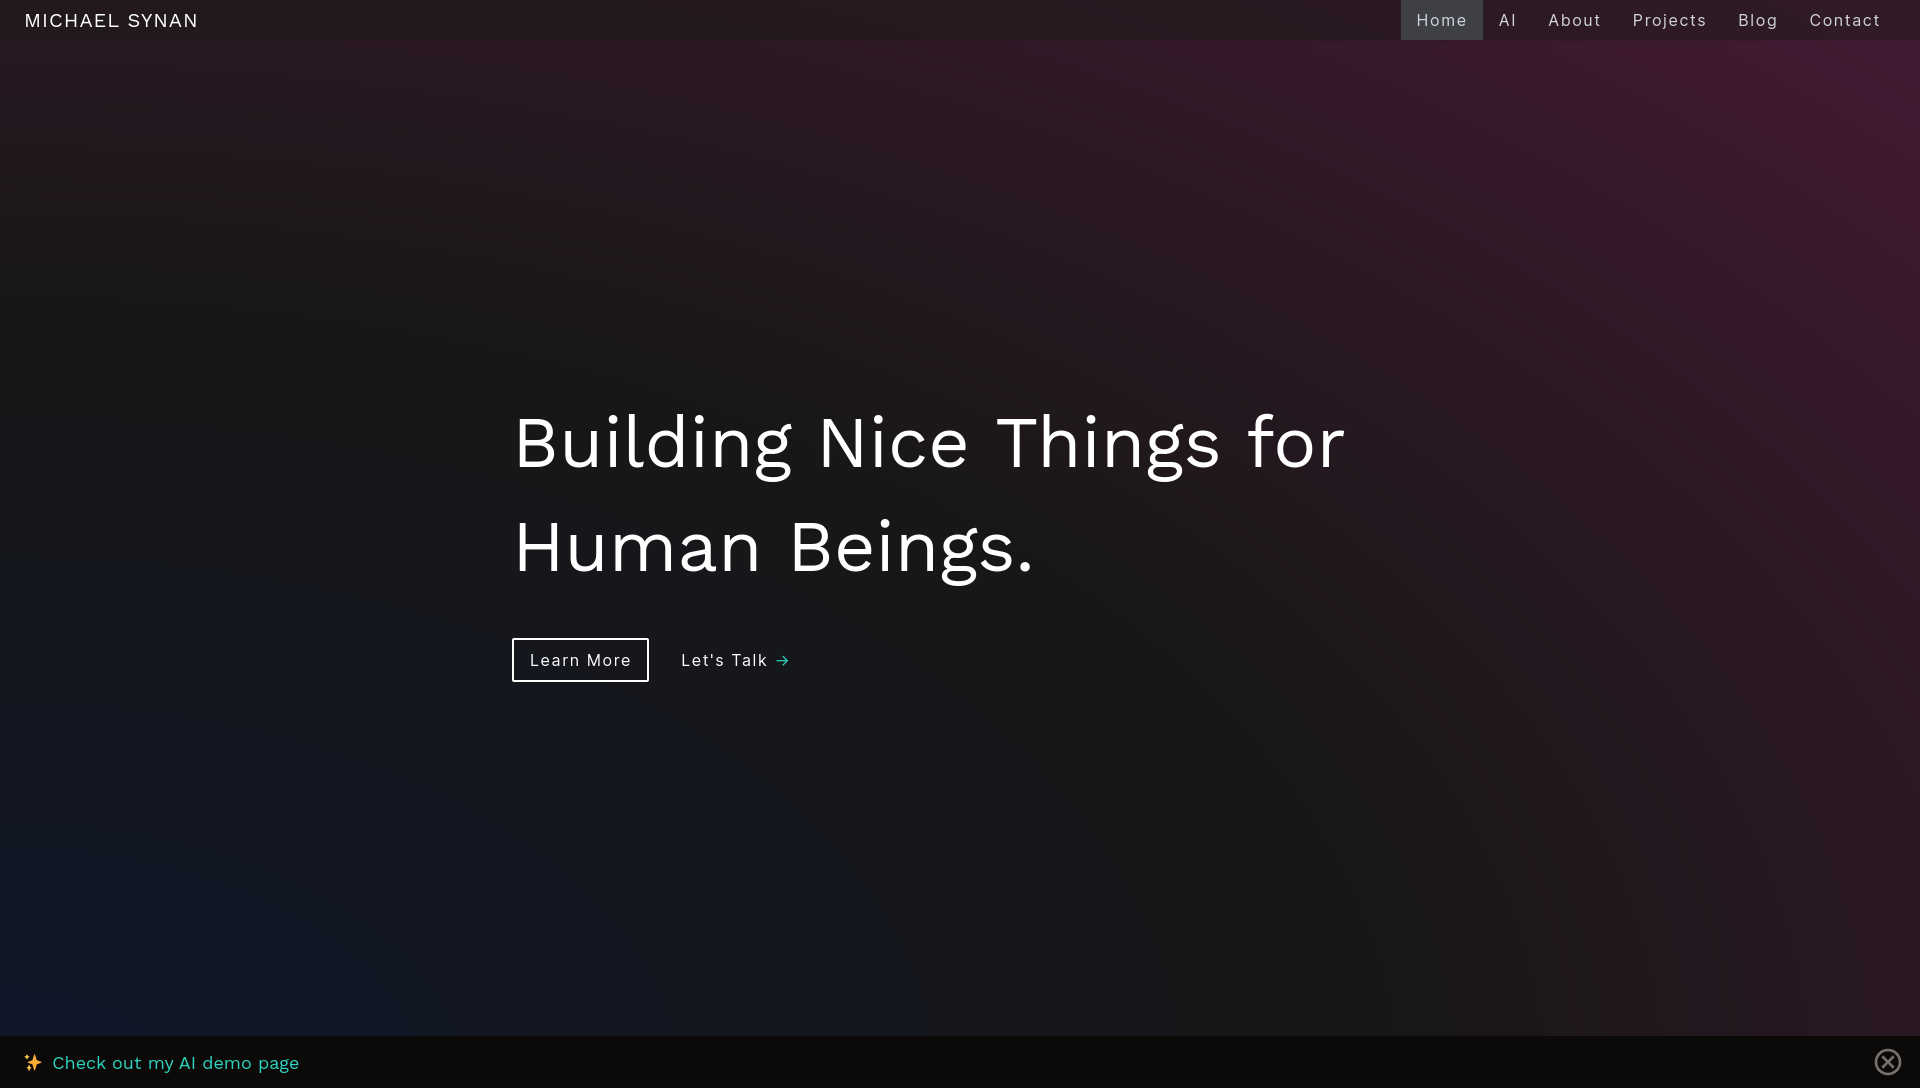 MICHAEL SYNAN
Home AI About Projects Blog Contact
Building Nice Things for
Human Beings.
Learn More Let's Talk →
✨ Check out my AI demo page